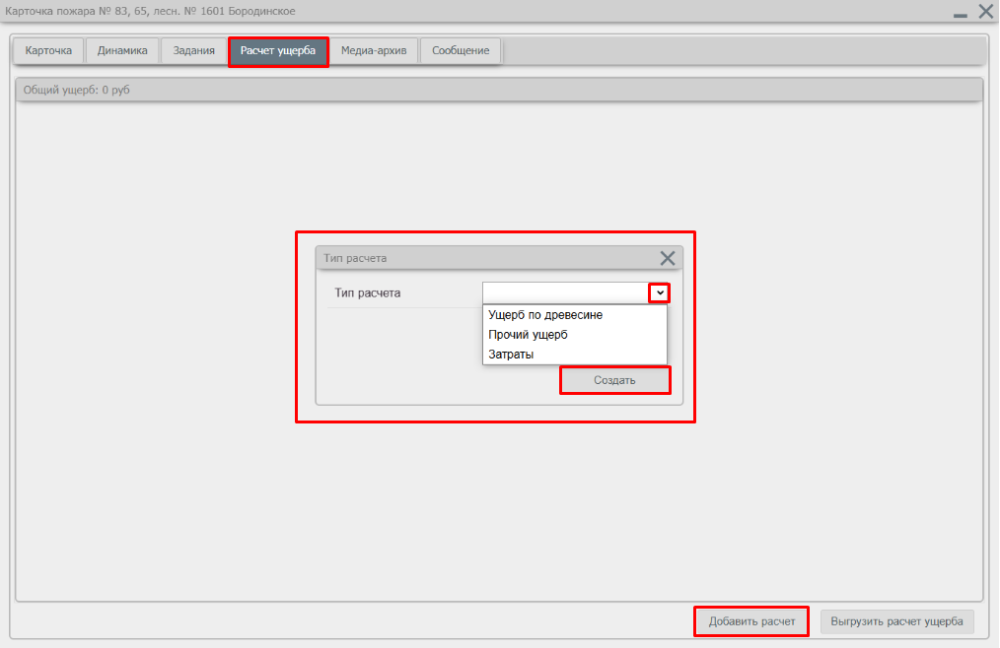 Карточка пожара № 83, 65, лесн. № 1601 Бородинское
Карточка Динамика Задания Расчет ущерба Медиа-архив Сообщение
Общий ущерб: 0 руб
Тип расчета
Тип расчета
Ущерб по древесине
Прочий ущерб
Затраты
Создать
Добавить расчет Выгрузить расчет ущерба